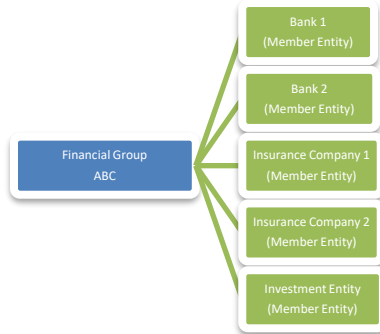 Bank 1
(Member Entity)
Bank 2
(Member Entity)
Financial Group
ABC
Insurance Company 1
(Member Entity)
Insurance Company 2
(Member Entity)
Investment Entity
(Member Entity)